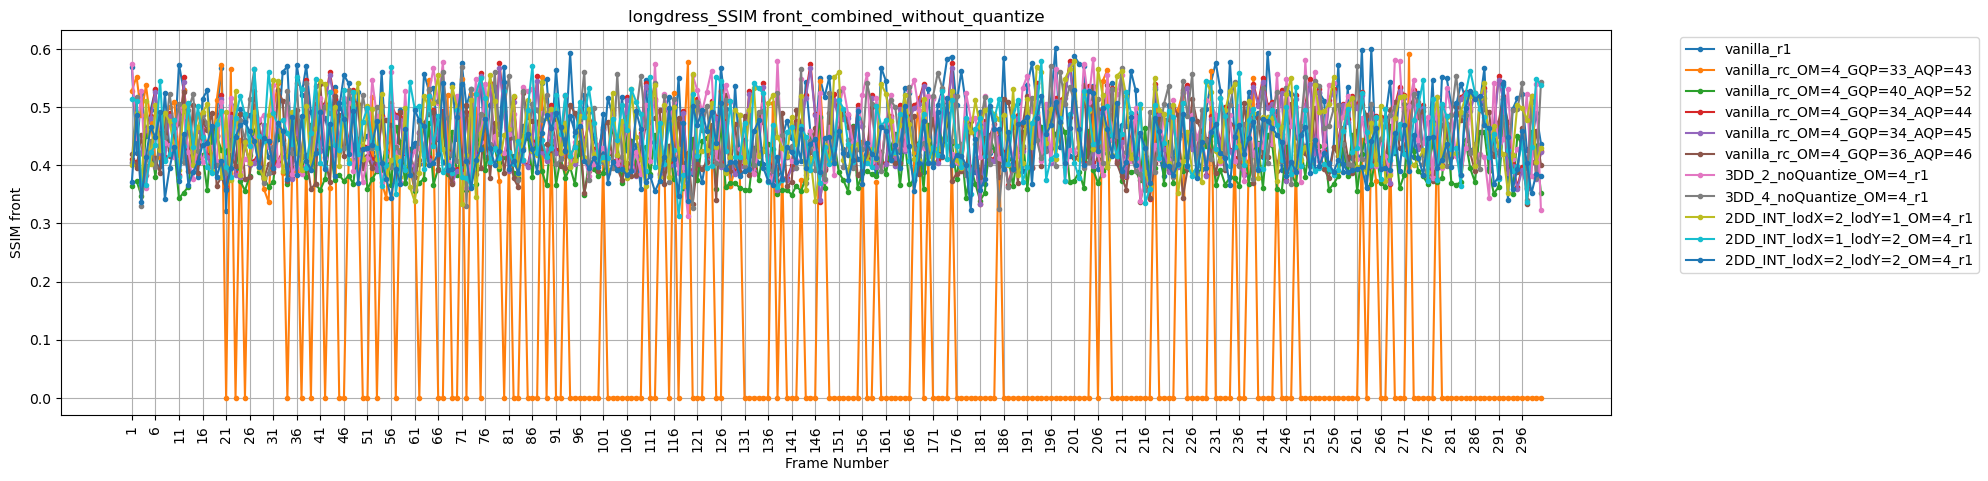 longdress_SSIM front_combined_without_quantize
SSIM front
0.6
0.5
0.4
0.3
0.2
0.1
0.0
1 6 11 16 21 26 31 36 41 46 51 56 61 66 71 76 81 86 91 96 101 106 111 116 121 126 131 136 141 146 151 156 161 166 171 176 181 186 191 196 201 206 211 216 221 226 231 236 241 246 251 256 261 266 271 276 281 286 291 296
Frame Number
vanilla_r1
vanilla_rc_OM=4_GQP=33_AQP=43
vanilla_rc_OM=4_GQP=40_AQP=52
vanilla_rc_OM=4_GQP=34_AQP=44
vanilla_rc_OM=4_GQP=34_AQP=45
vanilla_rc_OM=4_GQP=36_AQP=46
3DD_2_noQuantize_OM=4_r1
3DD_4_noQuantize_OM=4_r1
2DD_INT_lodX=2_lodY=1_OM=4_r1
2DD_INT_lodX=1_lodY=2_OM=4_r1
2DD_INT_lodX=2_lodY=2_OM=4_r1